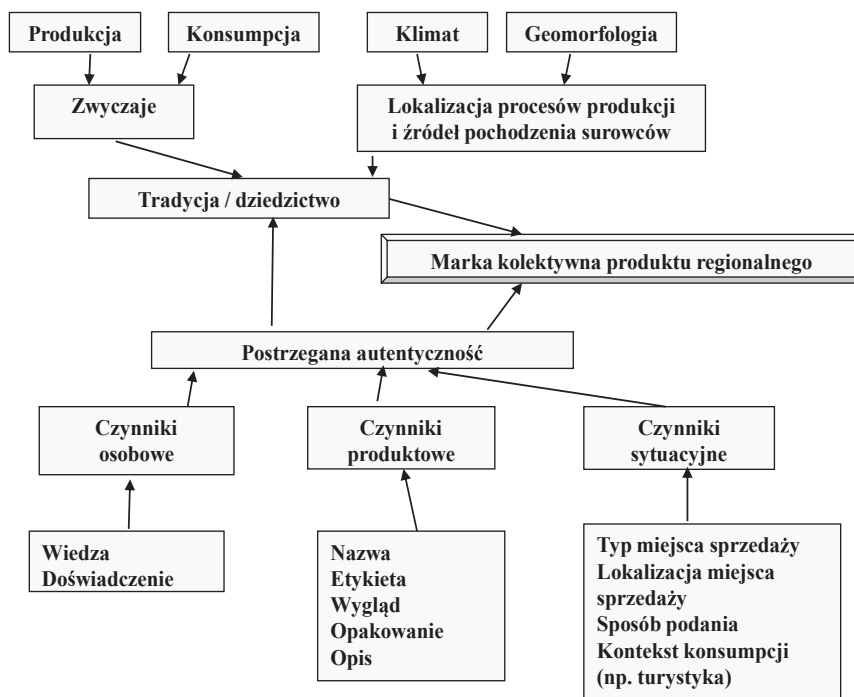 Produkcja
Konsumpcja
Klimat
Geomorfologia
Zwyczaje
Lokalizacja procesów produkcji
i źródeł pochodzenia surowców
Tradycja / dziedzictwo
Marka kolektywna produktu regionalnego
Postrzegana autentyczność
Czynniki
osobowe
Czynniki
produktowe
Czynniki
sytuacyjne
Wiedza
Doświadczenie
Nazwa
Etykieta
Wygląd
Opakowanie
Opis
Typ miejsca sprzedaży
Lokalizacja miejsca
sprzedaży
Sposób podania
Kontekst konsumpcji
(np. turystyka)